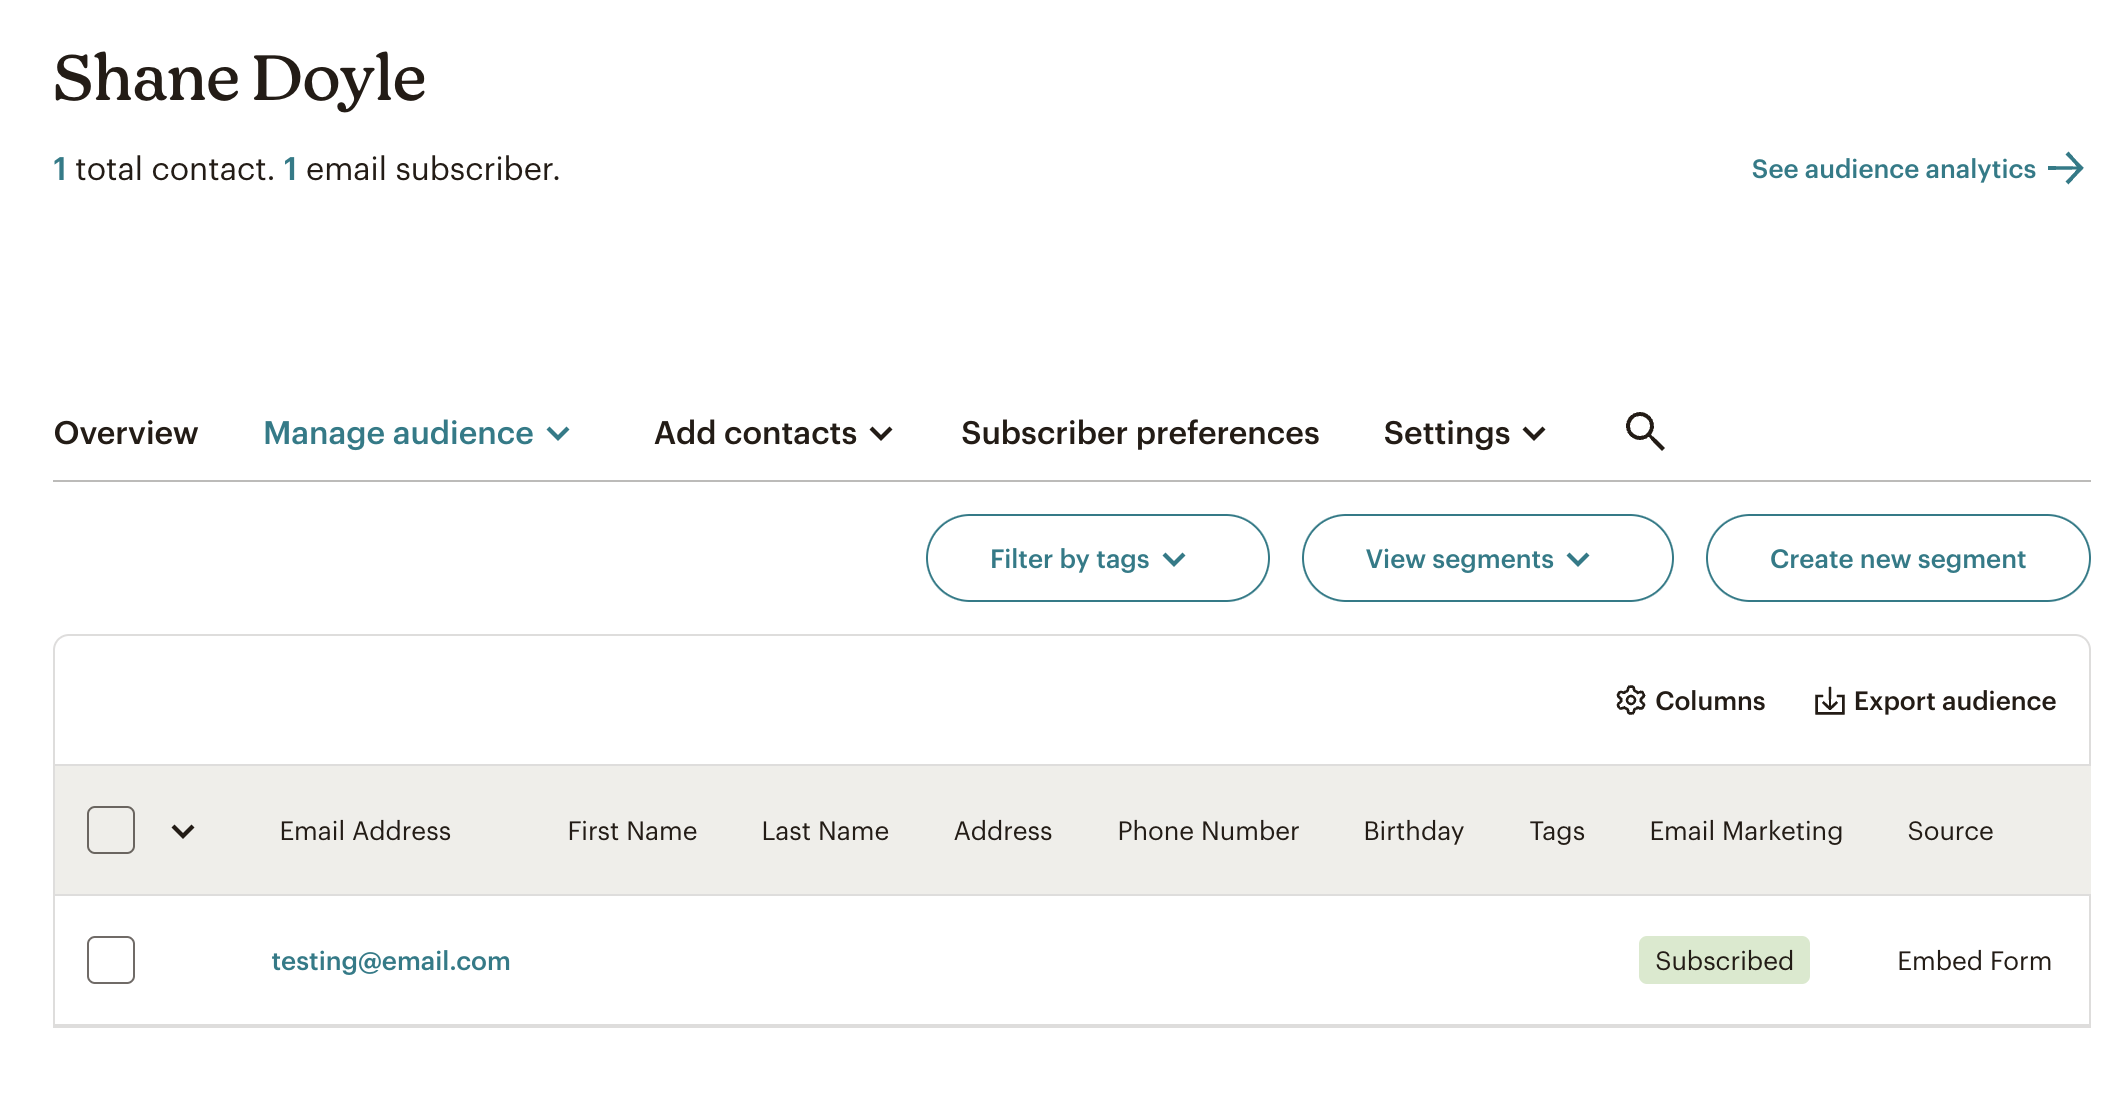 Shane Doyle
1 total contact. 1 email subscriber.
See audience analytics
Overview Manage audience Add contacts Subscriber preferences Settings
Filter by tags View segments Create new segment
Columns Export audience
Email Address First Name Last Name Address Phone Number Birthday Tags Email Marketing Source
testing@email.com Subscribed Embed Form